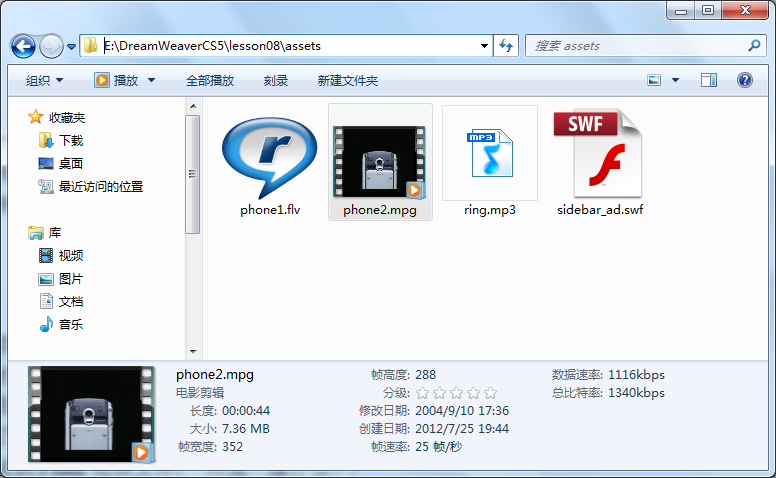 E:\DreamWeaverCS5\lesson08\assets
搜索 assets
组织 播放 全部播放 刻录 新建文件夹
收藏夹
下载
桌面
最近访问的位置
库
视频
图片
文档
音乐
r
MP3
SWF
phone1.flv phone2.mpg ring.mp3 sidebar_ad.swf
phone2.mpg 帧高度: 288 数据速率: 1116kbps
电影剪辑 分级: 总比特率: 1340kbps
长度: 00:00:44 修改日期: 2004/9/10 17:36
大小: 7.36 MB 创建日期: 2012/7/25 19:44
帧宽度: 352 帧速率: 25 帧/秒